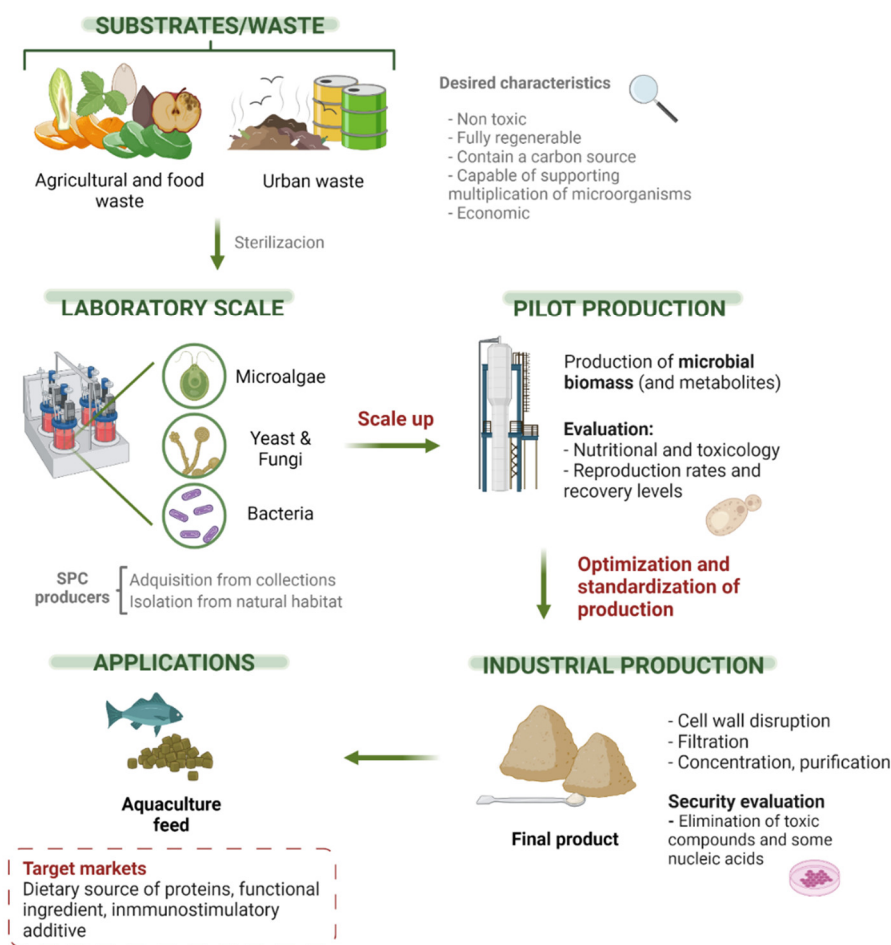 SUBSTRATES/WASTE
Agricultural and food
waste
Urban waste
Desired characteristics
- Non toxic
- Fully regenerable
- Contain a carbon source
- Capable of supporting
multiplication of microorganisms
- Economic
Sterilizacion
LABORATORY SCALE
Microalgae
Yeast &
Fungi
Bacteria
SPC
producers
Adquisition from collections
Isolation from natural habitat
Scale up
PILOT PRODUCTION
Production of microbial
biomass (and metabolites)
Evaluation:
- Nutritional and toxicology
- Reproduction rates and
recovery levels
Optimization and
standardization of
production
INDUSTRIAL PRODUCTION
Final product
- Cell wall disruption
- Filtration
- Concentration, purification
Security evaluation
- Elimination of toxic
compounds and some
nucleic acids
APPLICATIONS
Aquaculture
feed
Target markets
Dietary source of proteins, functional
ingredient, inmmunostimulatory
additive